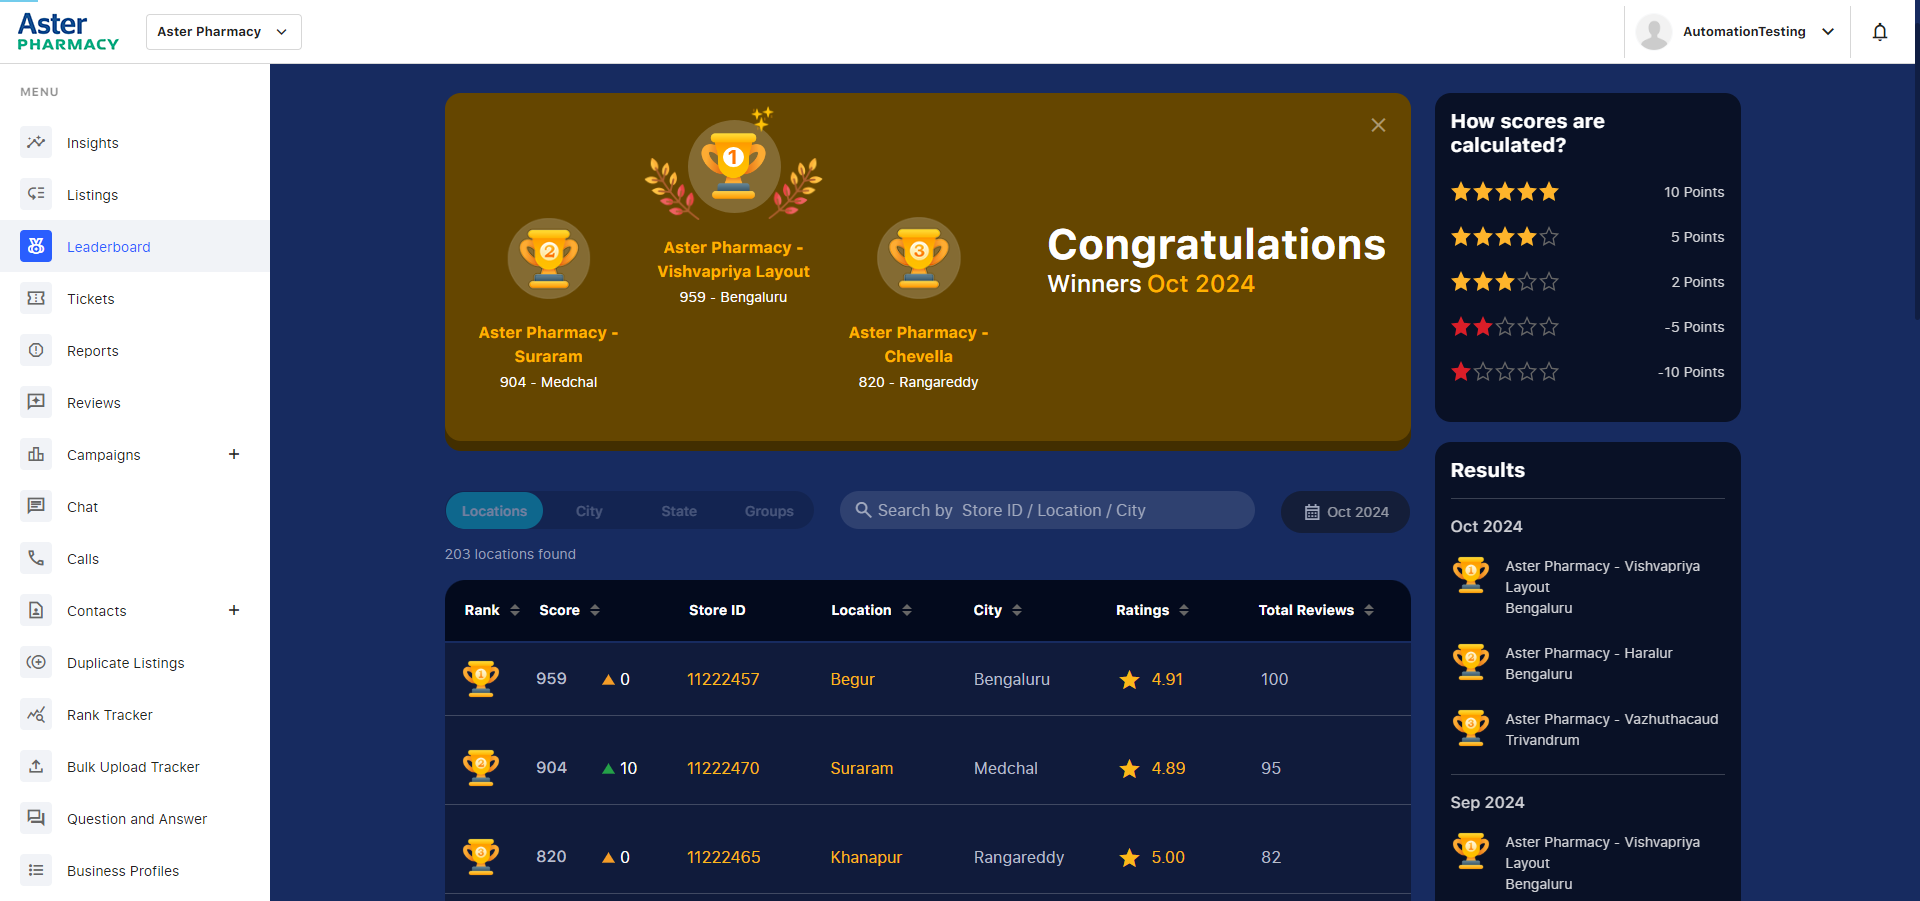 Aster
PHARMACY
Aster Pharmacy
AutomationTesting
MENU
Insights
Listings
Leaderboard
Tickets
Reports
Reviews
Campaigns +
Chat
Calls
Contacts +
Duplicate Listings
Rank Tracker
Bulk Upload Tracker
Question and Answer
Business Profiles
1
Aster Pharmacy -
Vishvapriya Layout
959 - Bengaluru
2
Aster Pharmacy -
Suraram
904 - Medchal
3
Aster Pharmacy -
Chevella
820 - Rangareddy
Congratulations
Winners Oct 2024
Locations City State Groups
Search by Store ID / Location / City
Oct 2024
203 locations found
Rank Score Store ID Location City Ratings Total Reviews
1 959 0 11222457 Begur Bengaluru 4.91 100
2 904 10 11222470 Suraram Medchal 4.89 95
3 820 0 11222465 Khanapur Rangareddy 5.00 82
How scores are
calculated?
10 Points
5 Points
2 Points
-5 Points
-10 Points
Results
Oct 2024
1
Aster Pharmacy - Vishvapriya
Layout
Bengaluru
2
Aster Pharmacy - Haralur
Bengaluru
3
Aster Pharmacy - Vazhuthacaud
Trivandrum
Sep 2024
1
Aster Pharmacy - Vishvapriya
Layout
Bengaluru